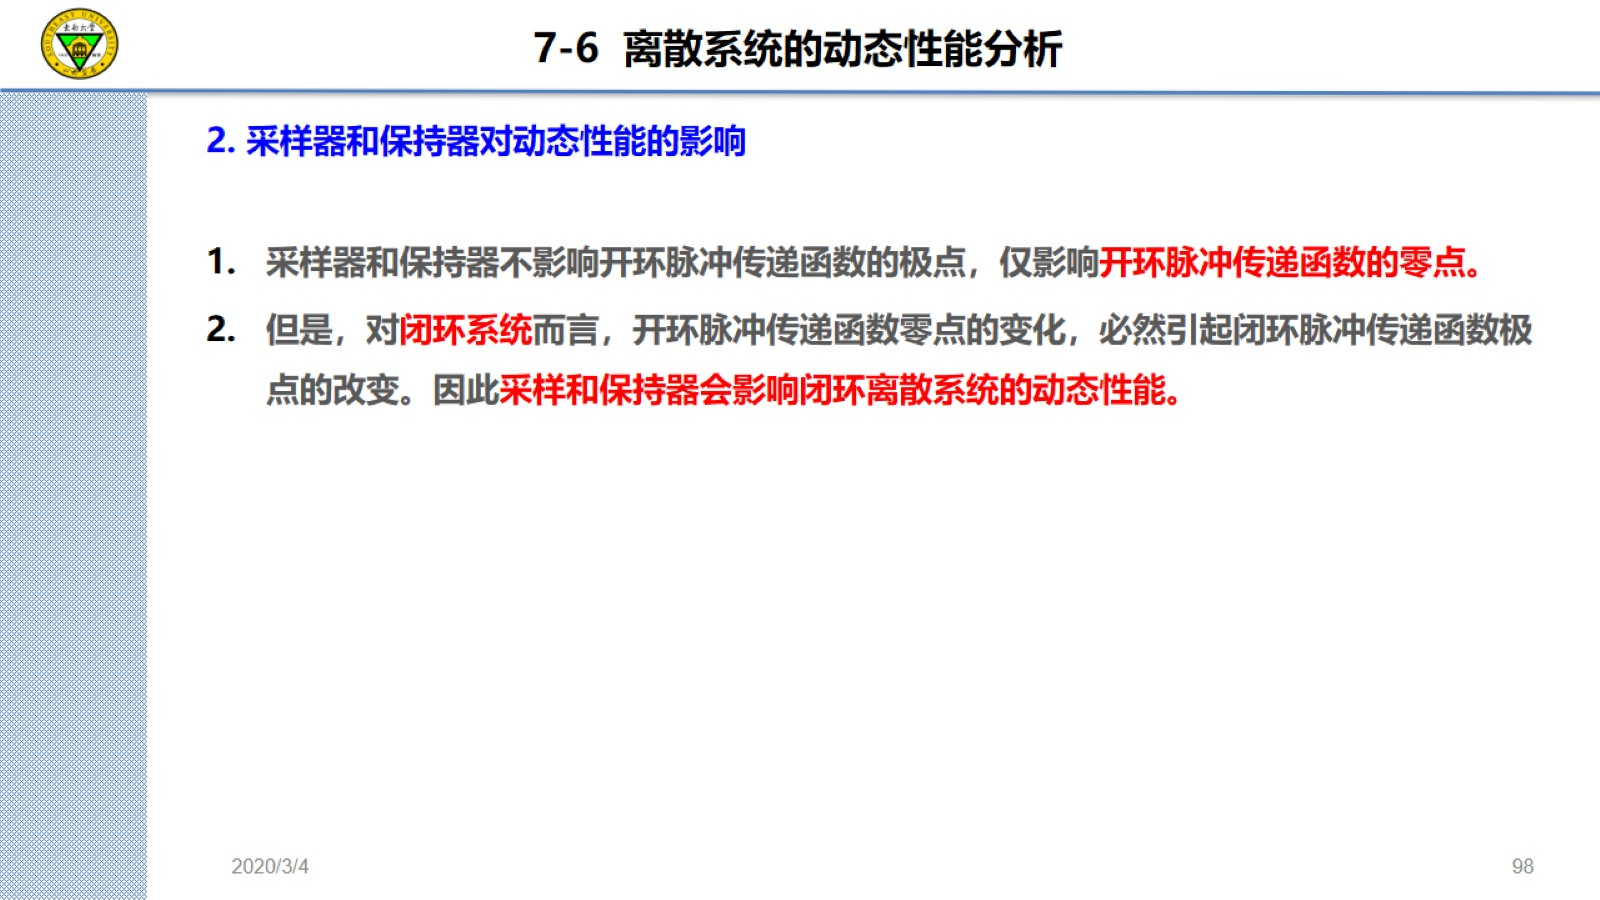 7-6 离散系统的动态性能分析
2. 采样器和保持器对动态性能的影响
1. 采样器和保持器不影响开环脉冲传递函数的极点，仅影响开环脉冲传递函数的零点。
2. 但是，对闭环系统而言，开环脉冲传递函数零点的变化，必然引起闭环脉冲传递函数极
点的改变。因此采样和保持器会影响闭环离散系统的动态性能。
2020/3/4
98